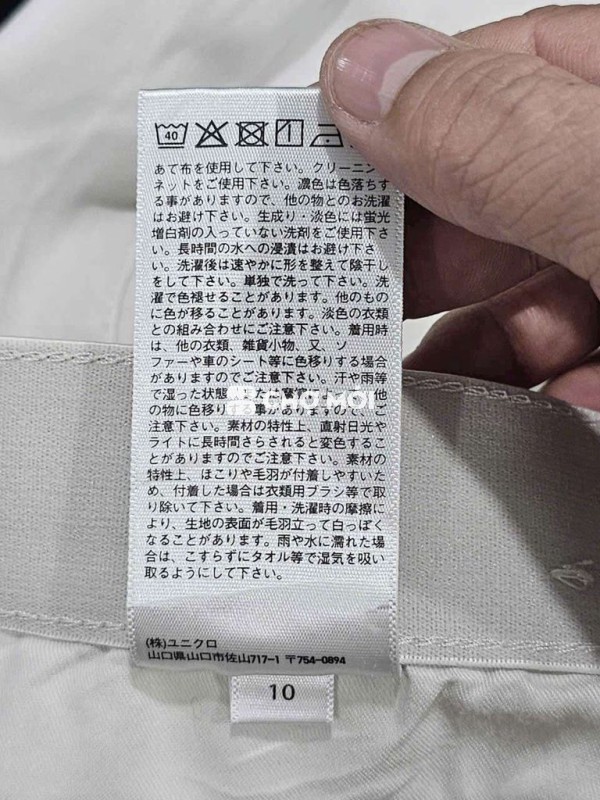 40
あて布を使用して下さい。クリーニン
ネットをご使用下さい。濃色は色落ちす
る事がありますので、他の物とのお洗濯
はお避け下さい。生成り・淡色には蛍光
増白剤の入っていない洗剤をご使用下さ
い。長時間の水への浸漬はお避け下さ
い。洗濯後は速やかに形を整えて陰干し
をして下さい。単独で洗って下さい。洗
濯で色褪せることがあります。他のもの
に色が移ることがあります。淡色の衣類
との組み合わせにご注意下さい。着用時
は、他の衣類、雑貨小物、又、ソ
ファーや車のシート等に色移りする場合
がありますのでご注意下さい。汗や雨等
で湿った状態 他
CHỢ MỚI
の物に色移り 事がありますので、ご
注意下さい。素材の特性上、直射日光や
ライトに長時間さらされると変色するこ
とがありますのでご注意下さい。素材の
特性上、ほこりや毛羽が付着しやすいた
め、付着した場合は衣類用ブラシ等で取
り除いて下さい。着用・洗濯時の摩擦に
より、生地の表面が毛羽立って白っぽく
なることがあります。雨や水に濡れた場
合は、こすらずにタオル等で湿気を吸い
取るようにして下さい。
(株)ユニクロ
山口県山口市佐山717-1 〒754-0894
10